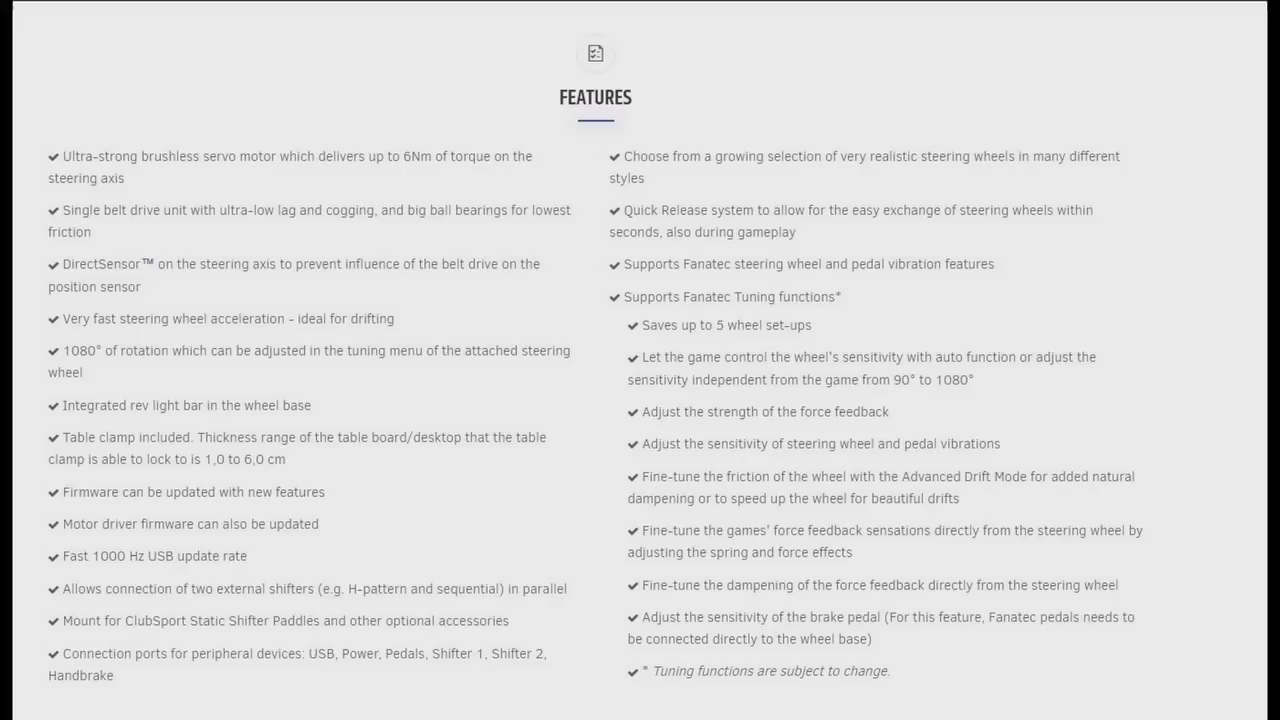 FEATURES
✔ Ultra-strong brushless servo motor which delivers up to 6Nm of torque on the
steering axis
✔ Single belt drive unit with ultra-low lag and cogging, and big ball bearings for lowest
friction
✔ DirectSensor™ on the steering axis to prevent influence of the belt drive on the
position sensor
✔ Very fast steering wheel acceleration - ideal for drifting
✔ 1080° of rotation which can be adjusted in the tuning menu of the attached steering
wheel
✔ Integrated rev light bar in the wheel base
✔ Table clamp included. Thickness range of the table board/desktop that the table
clamp is able to lock to is 1,0 to 6,0 cm
✔ Firmware can be updated with new features
✔ Motor driver firmware can also be updated
✔ Fast 1000 Hz USB update rate
✔ Allows connection of two external shifters (e.g. H-pattern and sequential) in parallel
✔ Mount for ClubSport Static Shifter Paddles and other optional accessories
✔ Connection ports for peripheral devices: USB, Power, Pedals, Shifter 1, Shifter 2,
Handbrake
✔ Choose from a growing selection of very realistic steering wheels in many different
styles
✔ Quick Release system to allow for the easy exchange of steering wheels within
seconds, also during gameplay
✔ Supports Fanatec steering wheel and pedal vibration features
✔ Supports Fanatec Tuning functions*
✔ Saves up to 5 wheel set-ups
✔ Let the game control the wheel's sensitivity with auto function or adjust the
sensitivity independent from the game from 90° to 1080°
✔ Adjust the strength of the force feedback
✔ Adjust the sensitivity of steering wheel and pedal vibrations
✔ Fine-tune the friction of the wheel with the Advanced Drift Mode for added natural
dampening or to speed up the wheel for beautiful drifts
✔ Fine-tune the games' force feedback sensations directly from the steering wheel by
adjusting the spring and force effects
✔ Fine-tune the dampening of the force feedback directly from the steering wheel
✔ Adjust the sensitivity of the brake pedal (For this feature, Fanatec pedals needs to
be connected directly to the wheel base)
✔ * Tuning functions are subject to change.